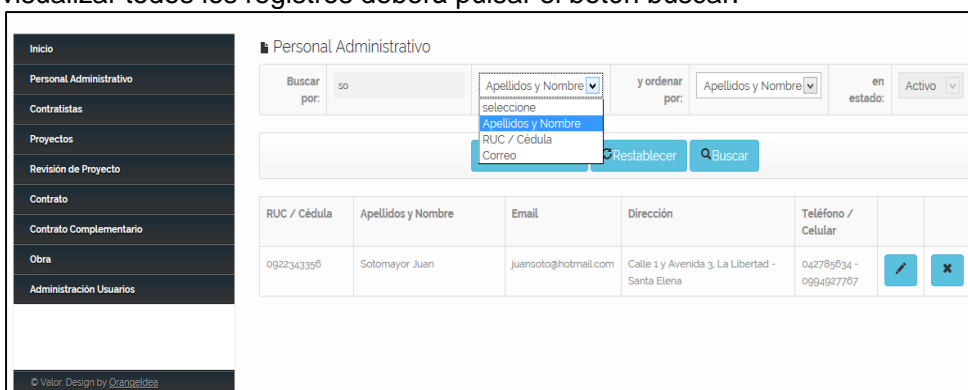 visualizar todos los registros deberá pulsar el botón buscar.
Inicio
Personal Administrativo
Contratistas
Proyectos
Revisión de Proyecto
Contrato
Contrato Complementario
Obra
Administración Usuarios
© Valor. Design by OrangeIdea
Personal Administrativo
Buscar por:
so
Apellidos y Nombre
seleccione
Apellidos y Nombre
RUC / Cédula
Correo
y ordenar por:
Apellidos y Nombre
en estado:
Activo
Restablecer
Buscar
RUC / Cédula Apellidos y Nombre Email Dirección Teléfono /
Celular
0922343356 Sotomayor Juan juansoto@hotmail.com Calle 1 y Avenida 3, La Libertad - 042785634 -
Santa Elena 0994927767